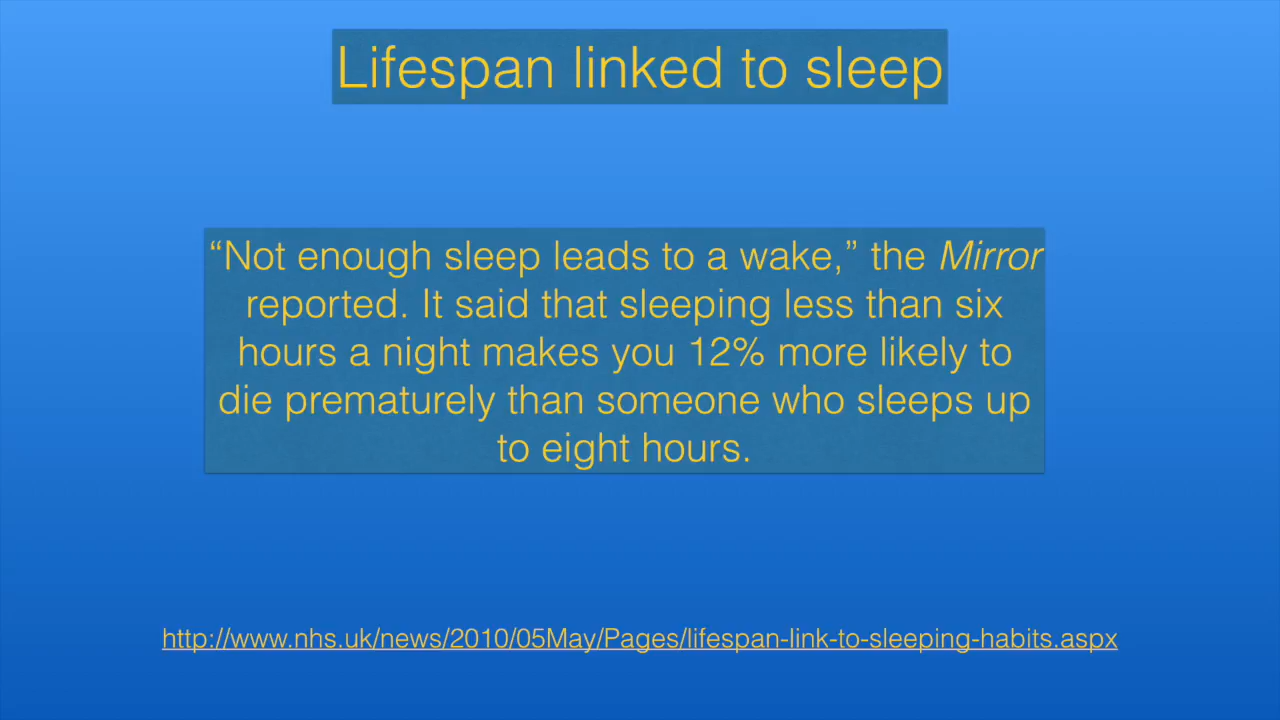 Lifespan linked to sleep
“Not enough sleep leads to a wake,” the Mirror
reported. It said that sleeping less than six
hours a night makes you 12% more likely to
die prematurely than someone who sleeps up
to eight hours.
http://www.nhs.uk/news/2010/05May/Pages/lifespan-link-to-sleeping-habits.aspx